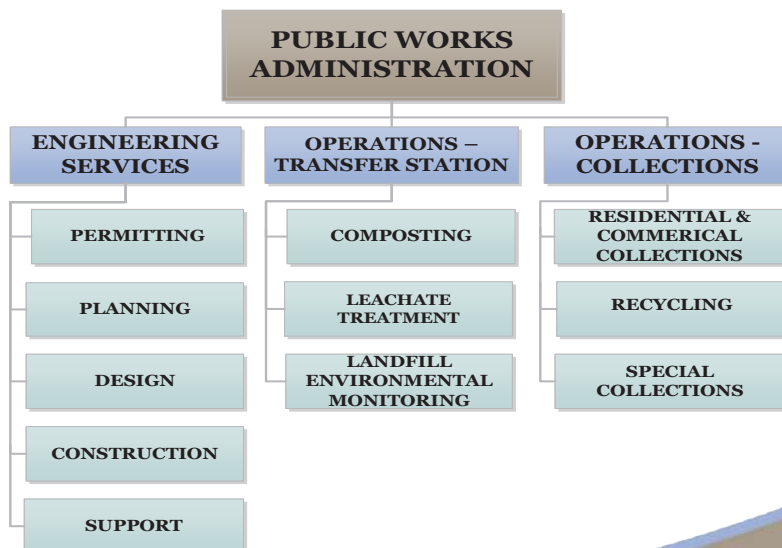 PUBLIC WORKS
ADMINISTRATION
ENGINEERING
SERVICES
PERMITTING
PLANNING
DESIGN
CONSTRUCTION
SUPPORT
OPERATIONS –
TRANSFER STATION
COMPOSTING
LEACHATE
TREATMENT
LANDFILL
ENVIRONMENTAL
MONITORING
OPERATIONS -
COLLECTIONS
RESIDENTIAL &
COMMERICAL
COLLECTIONS
RECYCLING
SPECIAL
COLLECTIONS